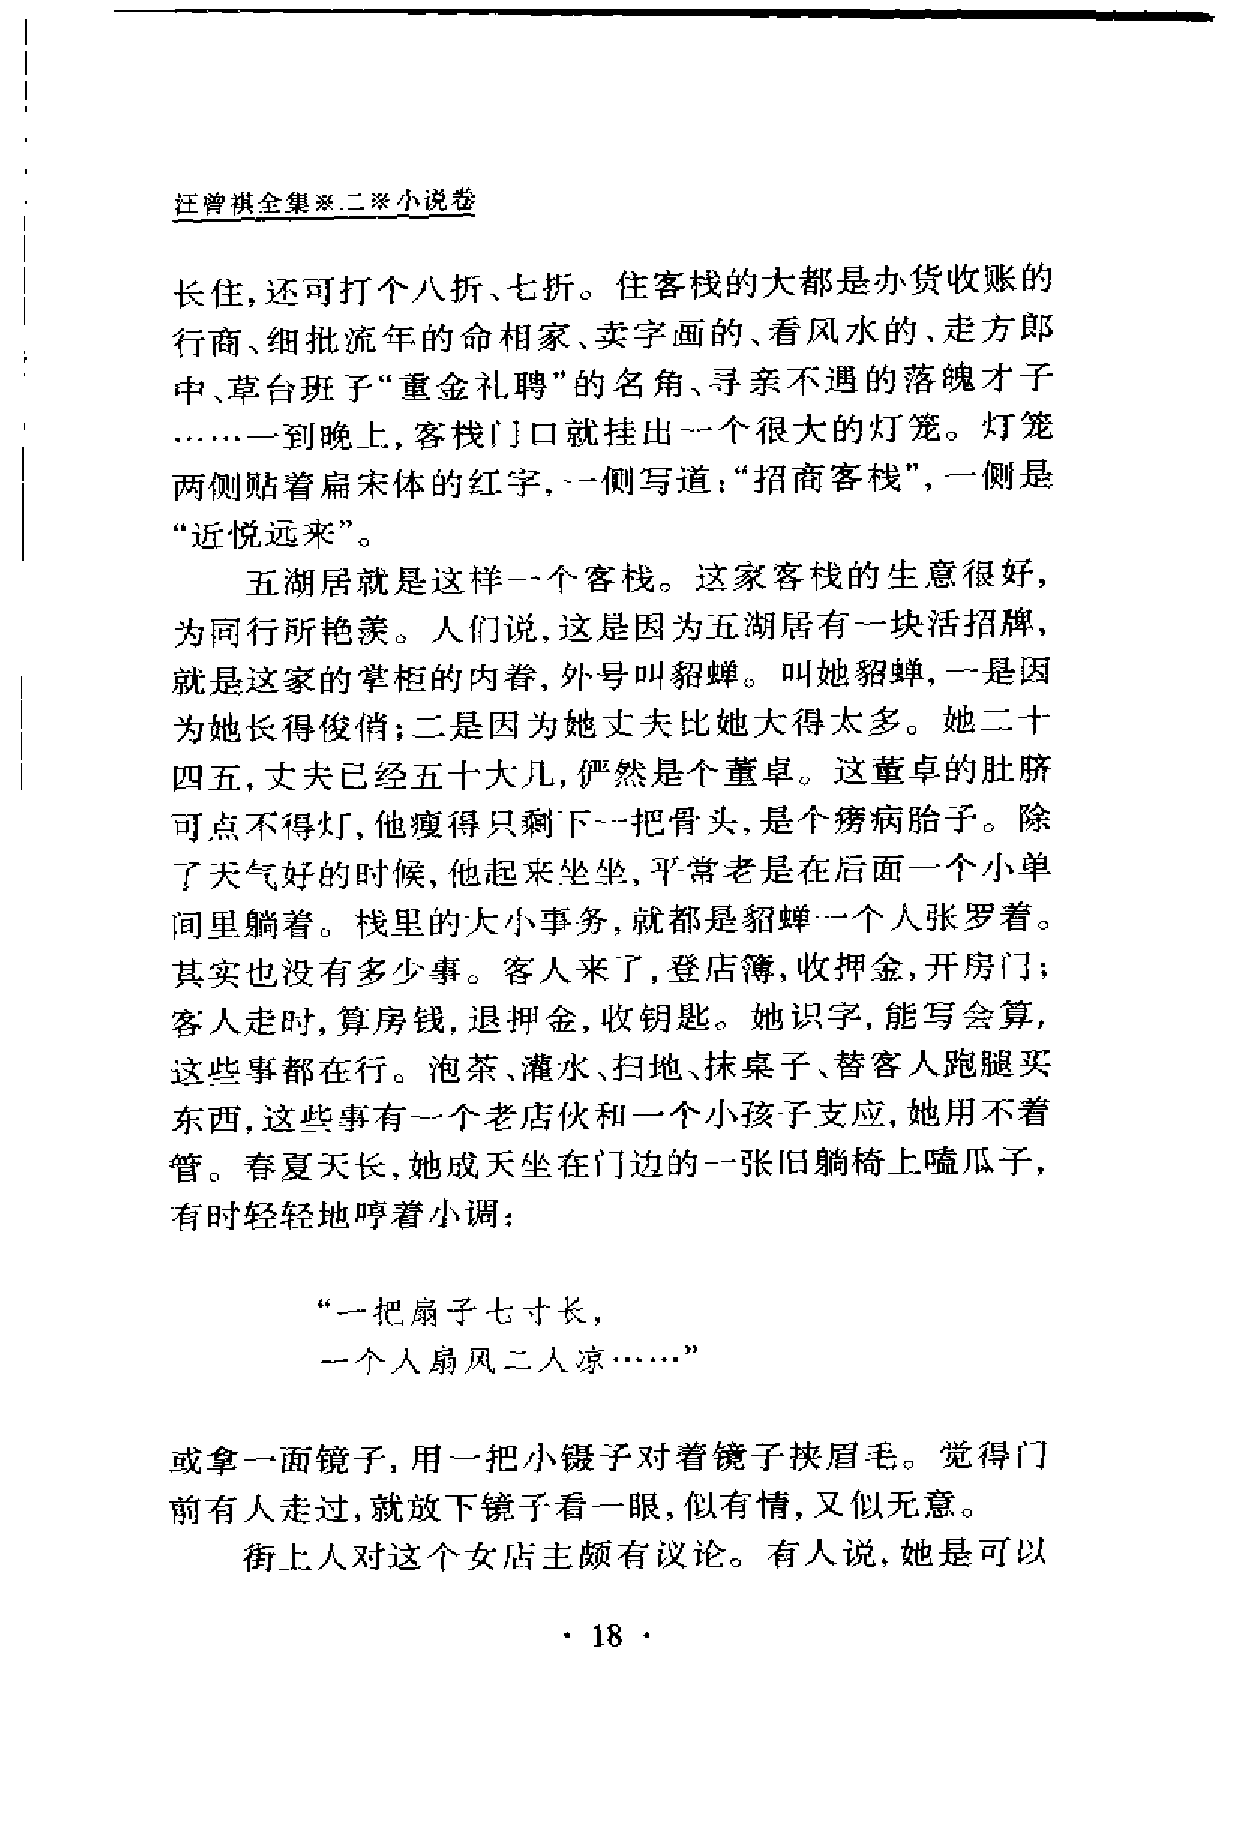 汪曾祺全集※二※小说卷
长住,还可打个八折、七折。住客栈的大都是办货收账的
行商、细批流年的命相家、卖字画的、看风水的、走方郎
中、草台班子“重金礼聘”的名角、寻亲不遇的落魄才子
……一到晚上,客栈门口就挂出一个很大的灯笼。灯笼
两侧贴着扁宋体的红字,一侧写道:“招商客栈”,一侧是
“近悦远来”。
五湖居就是这样一个客栈。这家客栈的生意很好,
为同行所艳羡。人们说,这是因为五湖居有一块活招牌,
就是这家的掌柜的内眷,外号叫貂蝉。叫她貂蝉,一是因
为她长得俊俏;二是因为她丈夫比她大得太多。她二十
四五,丈夫已经五十大几,俨然是个董卓。这董卓的肚脐
可点不得灯,他瘦得只剩下一把骨头,是个痨病胎子。除
了天气好的时候,他起来坐坐,平常老是在后面一个小单
间里躺着。栈里的大小事务,就都是貂蝉一个人张罗着。
其实也没有多少事。客人来了,登店簿,收押金,开房门;
客人走时,算房钱,退押金,收钥匙。她识字,能写会算,
这些事都在行。泡茶、灌水、扫地、抹桌子、替客人跑腿买
东西,这些事有一个老店伙和一个小孩子支应,她用不着
管。春夏天长,她成天坐在门边的一张旧躺椅上嗑瓜子,
有时轻轻地哼着小调:
“一把扇子七寸长,
一个人扇风二人凉……”
或拿一面镜子,用一把小镊子对着镜子挟眉毛。觉得门
前有人走过,就放下镜子看一眼,似有情,又似无意。
街上人对这个女店主颇有议论。有人说,她是可以
· 18 ·